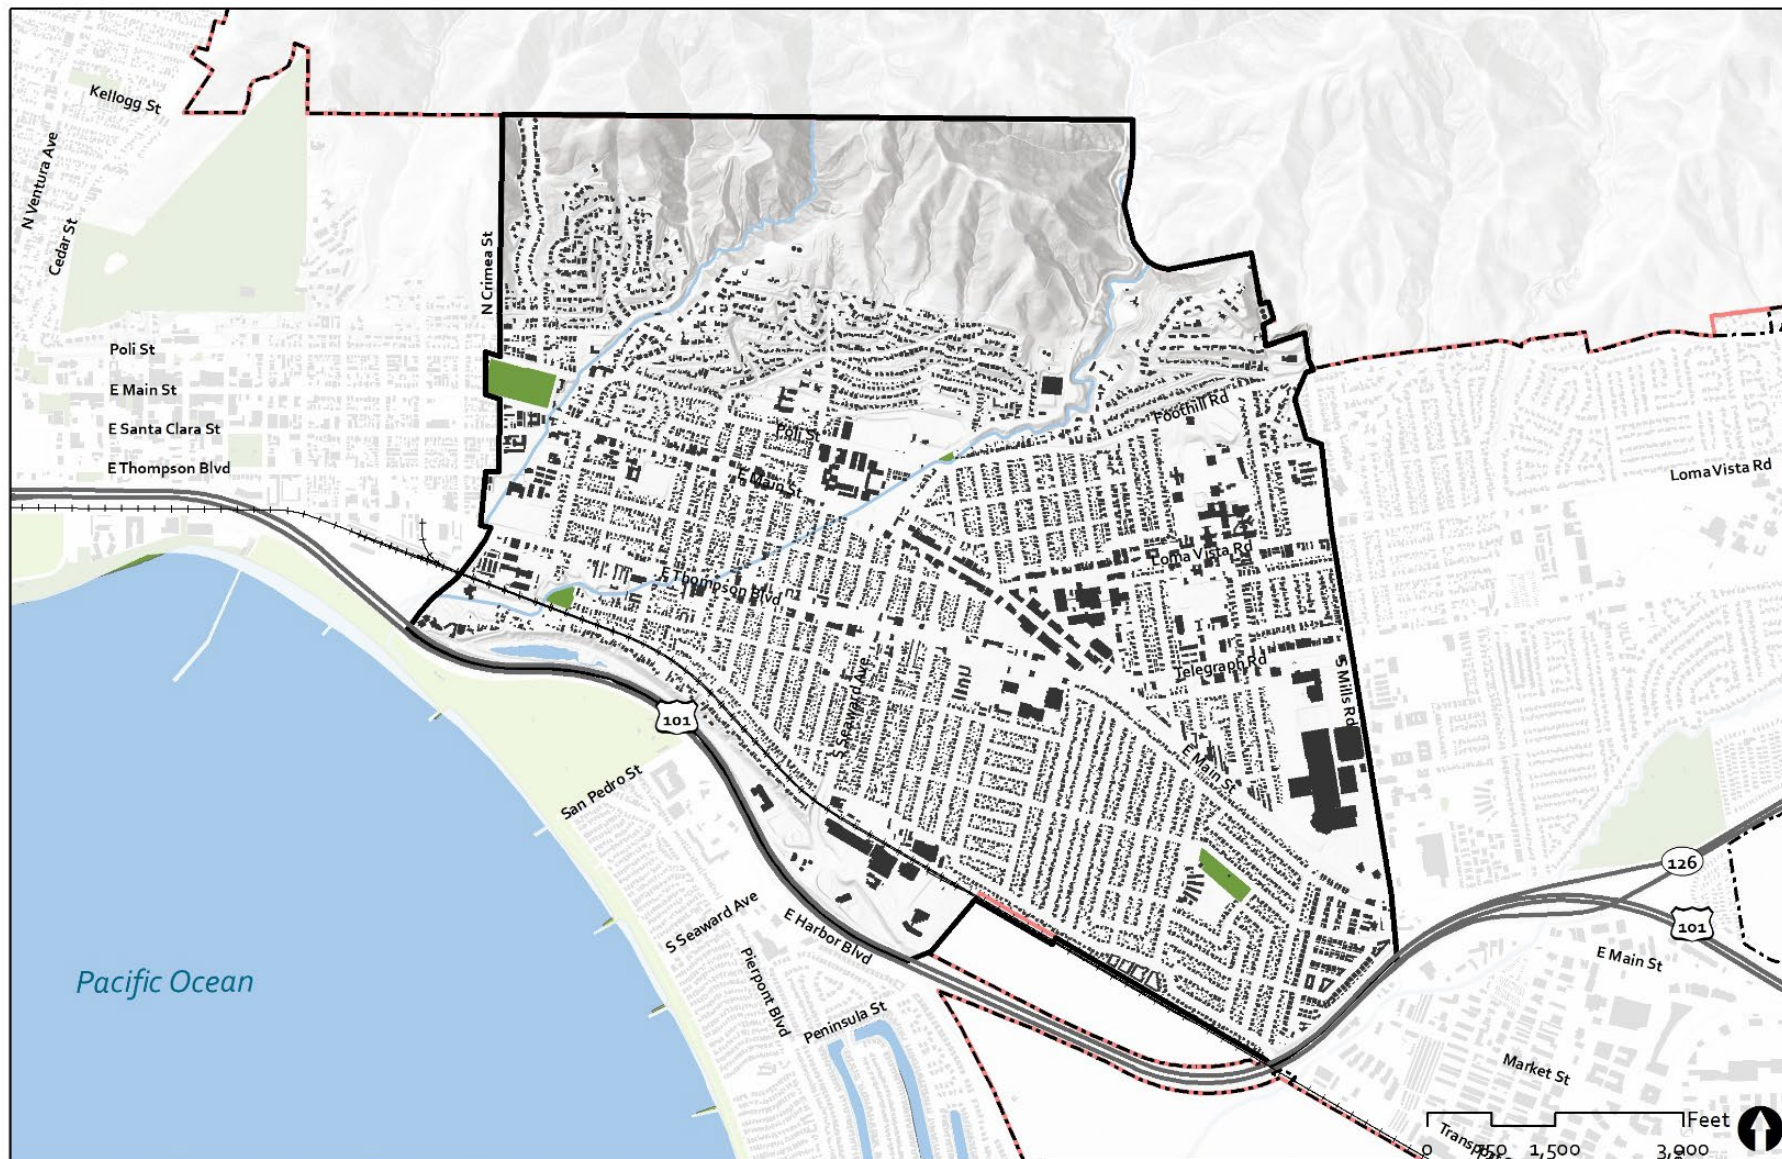 Kellogg St
N Ventura Ave
Cedar St
N Crimea St
Poli St
E Main St
E Santa Clara St
E Thompson Blvd
Foothill Rd
Poli St
E Main St
Loma Vista Rd
Loma Vista Rd
E Thompson Blvd
Telegraph Rd
S Seaward Ave
S Mills Rd
101
E Main St
San Pedro St
126
S Seaward Ave
E Harbor Blvd
101
E Main St
Pacific Ocean
Pierpont Blvd
Peninsula St
Market St
Feet
0 750 1,500 3,000